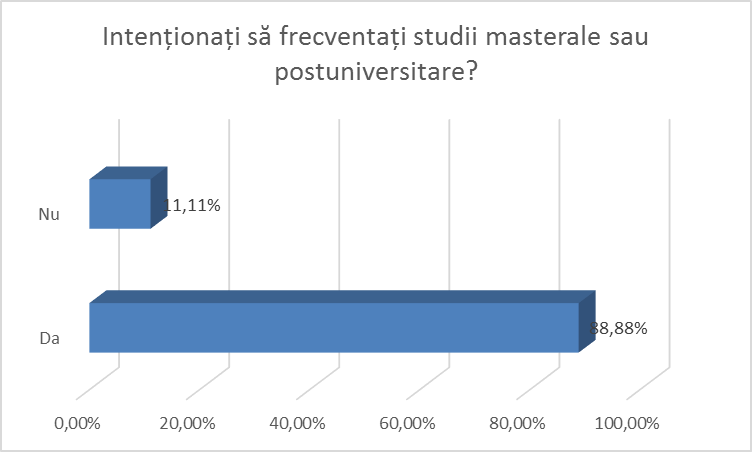 Intenționați să frecventați studii masterale sau
postuniversitare?
Nu
11,11%
Da
88,88%
0,00% 20,00% 40,00% 60,00% 80,00% 100,00%